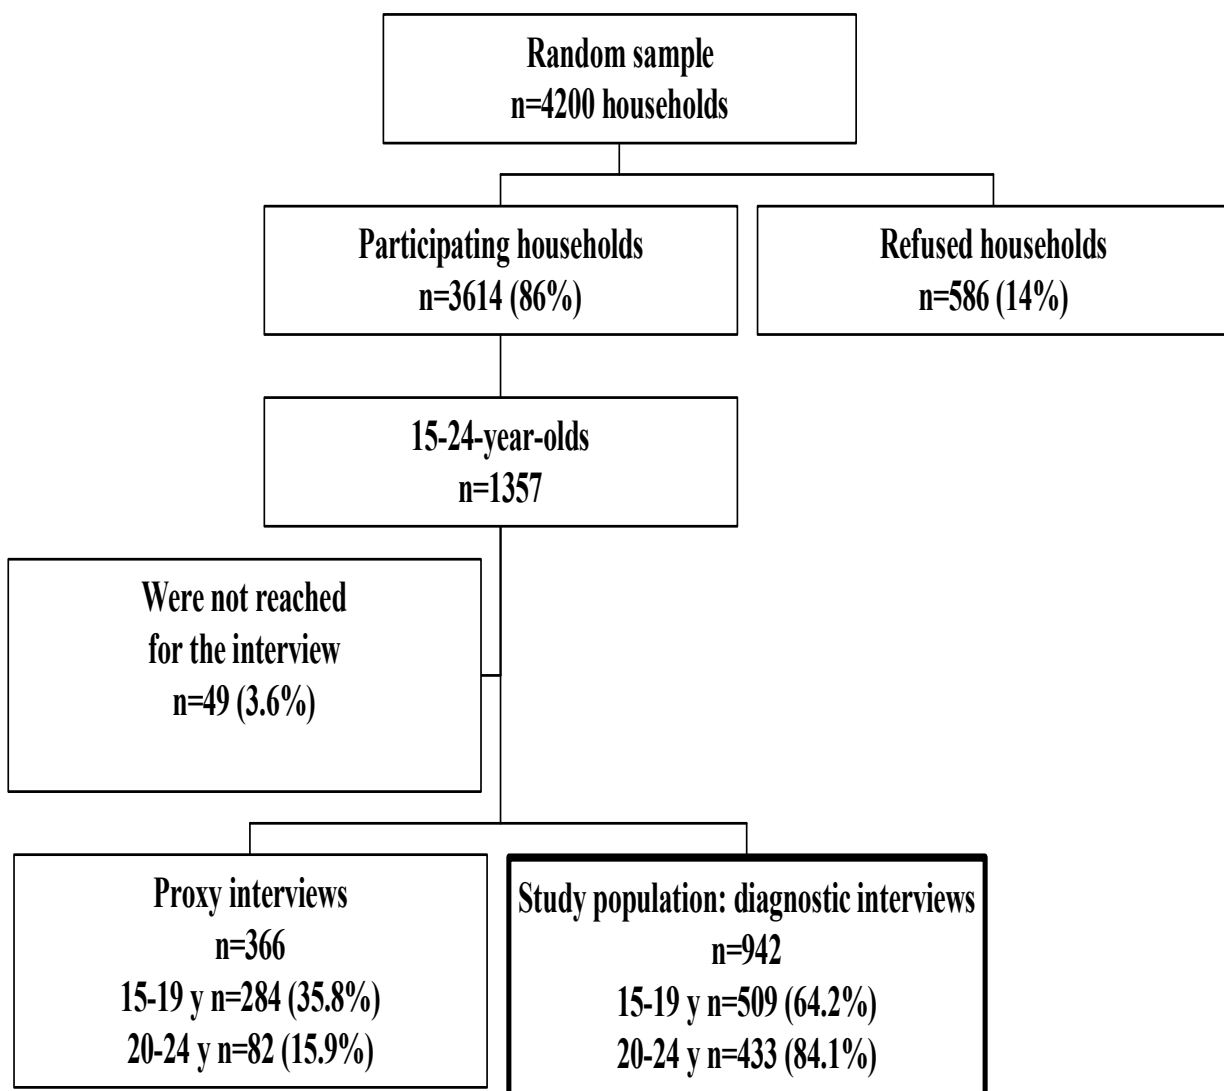 Random sample
n=4200 households
Participating households
n=3614 (86%)
Refused households
n=586 (14%)
15-24-year-olds
n=1357
Were not reached
for the interview
n=49 (3.6%)
Proxy interviews
n=366
15-19 y n=284 (35.8%)
20-24 y n=82 (15.9%)
Study population: diagnostic interviews
n=942
15-19 y n=509 (64.2%)
20-24 y n=433 (84.1%)